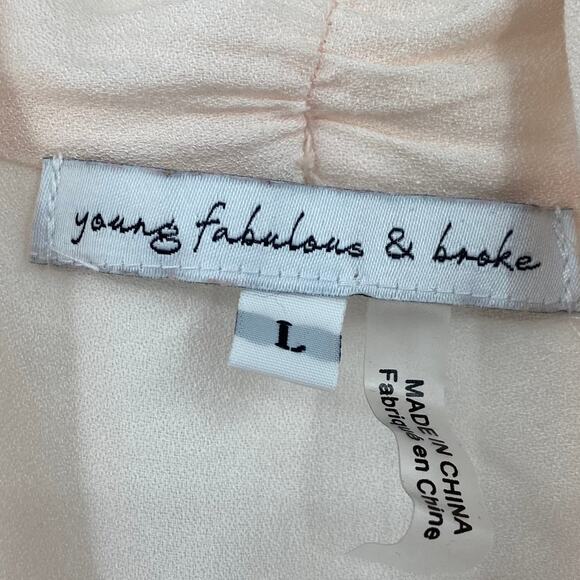 young fabulous & broke
L
MADE IN CHINA
Fabriqué en Chine